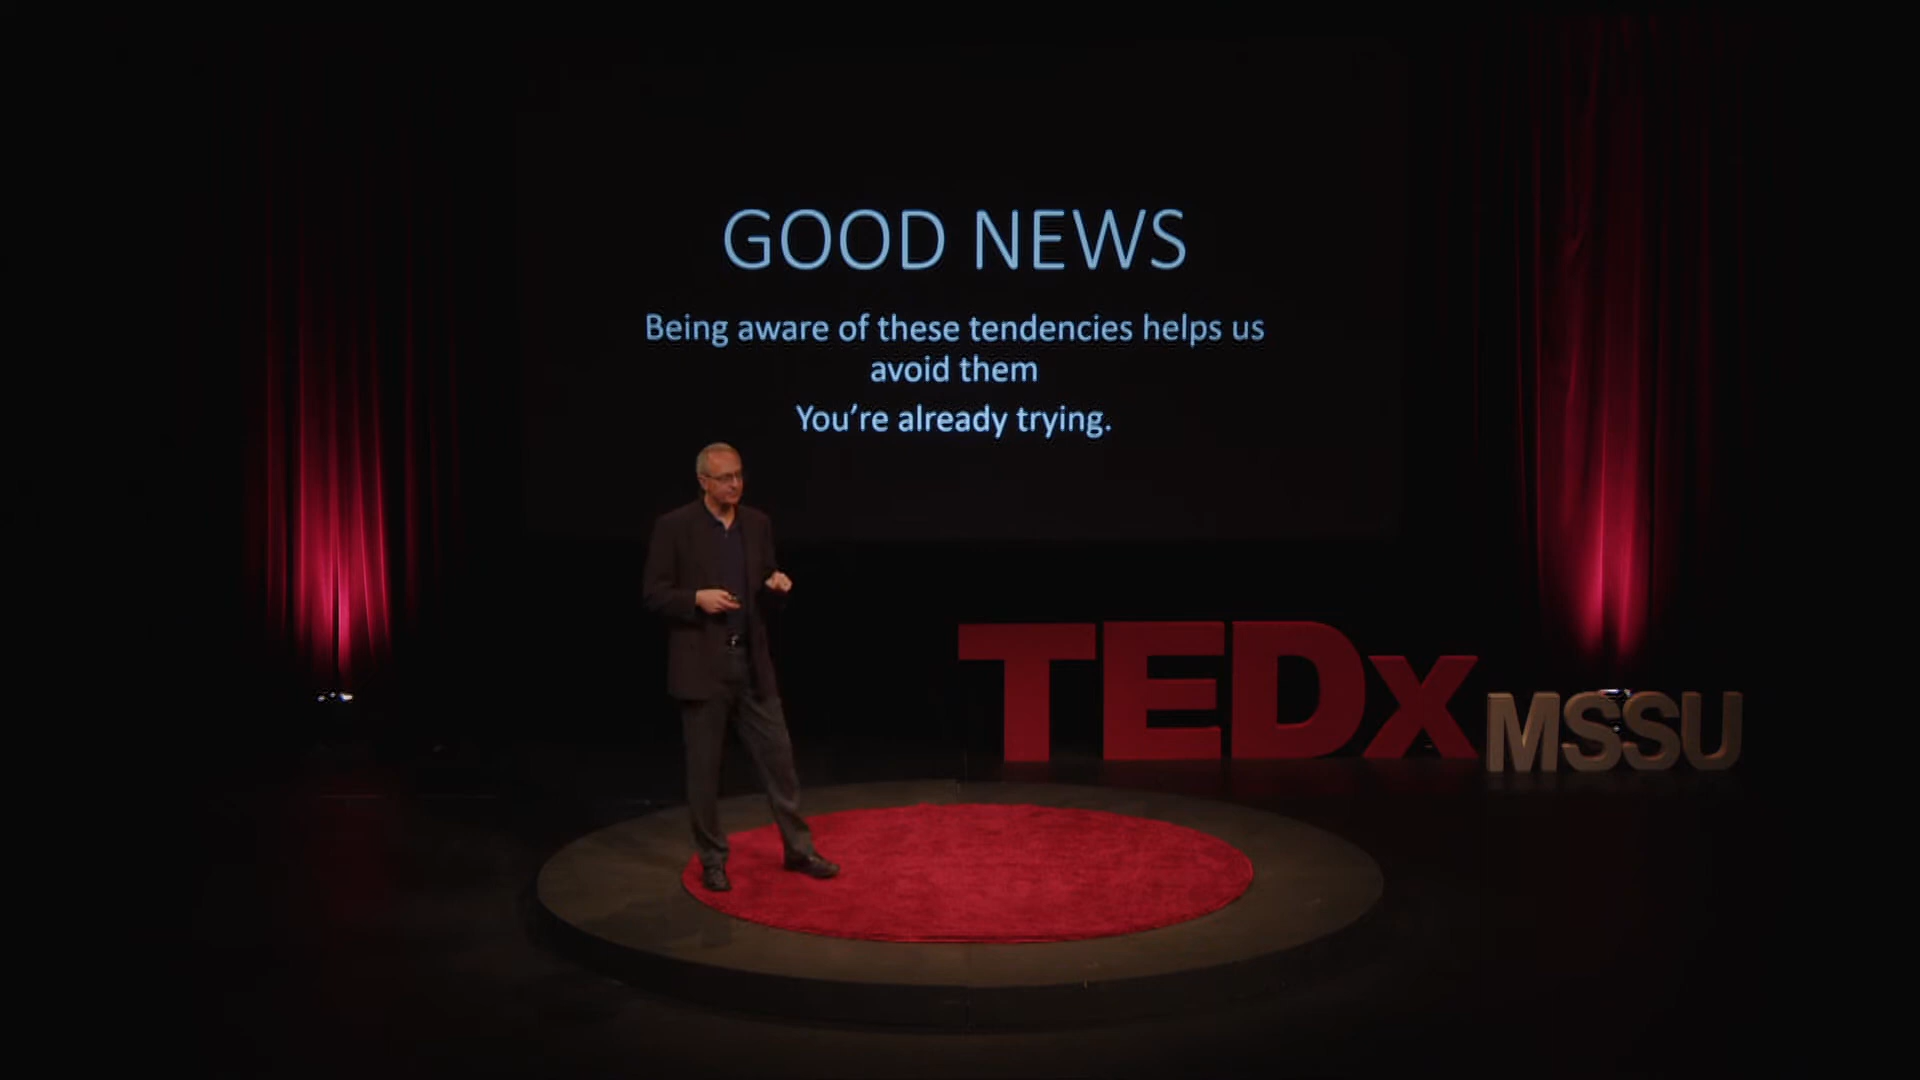 GOOD NEWS
Being aware of these tendencies helps us
avoid them
You’re already trying.
TEDx
MSSU